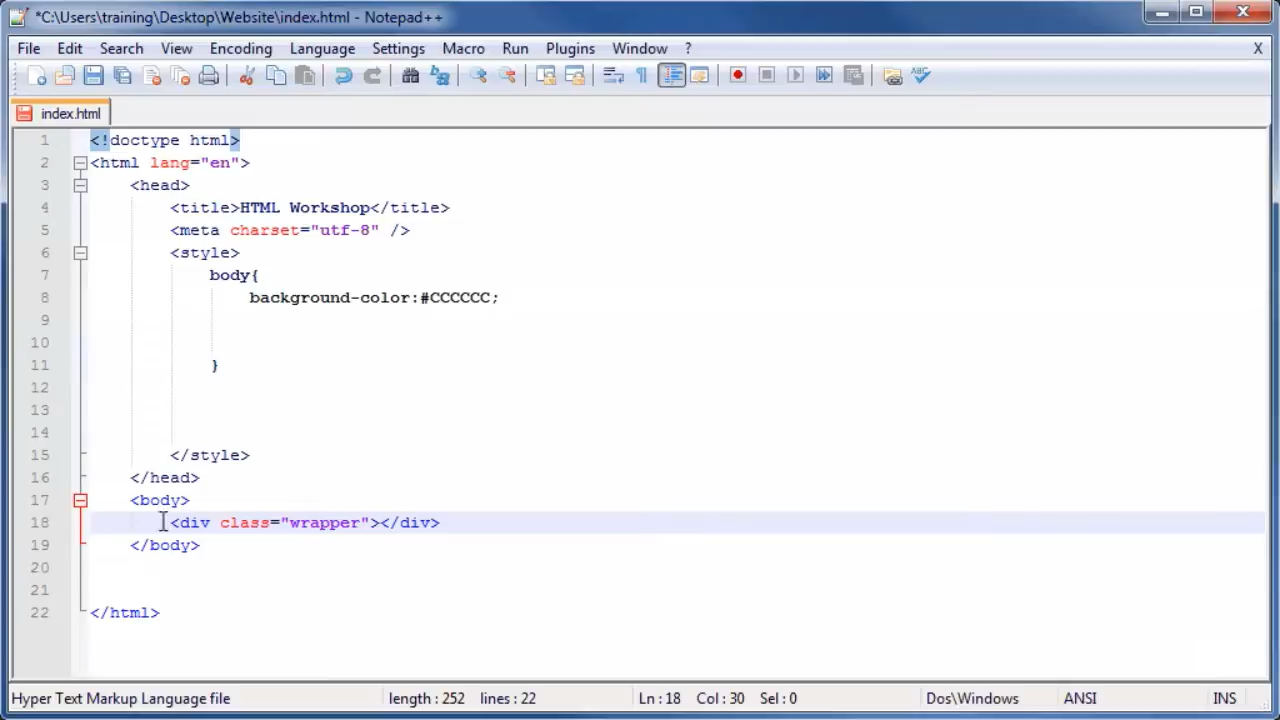 *C:\Users\training\Desktop\Website\index.html - Notepad++
File Edit Search View Encoding Language Settings Macro Run Plugins Window ? X
index.html
1 <!doctype html>
2 <html lang="en">
3 <head>
4 <title>HTML Workshop</title>
5 <meta charset="utf-8" />
6 <style>
7 body{
8 background-color:#CCCCCC;
9
10
11 }
12
13
14
15 </style>
16 </head>
17 <body>
18 <div class="wrapper"></div>
19 </body>
20
21
22 </html>
Hyper Text Markup Language file length : 252 lines : 22 Ln : 18 Col : 30 Sel : 0 Dos\Windows ANSI INS